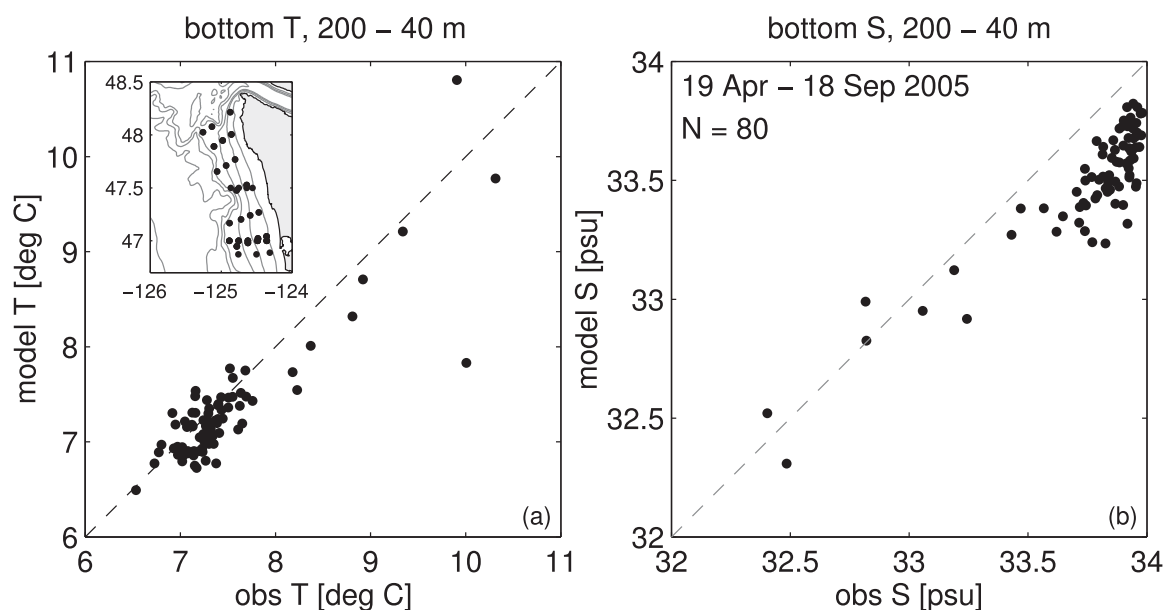 bottom T, 200 − 40 m
11
10
9
8
7
6
model T [deg C]
48.5
48
47.5
47
−126 −125 −124
(a)
6 7 8 9 10 11
obs T [deg C]
bottom S, 200 − 40 m
34
33.5
33
32.5
32
model S [psu]
19 Apr − 18 Sep 2005
N = 80
(b)
32 32.5 33 33.5 34
obs S [psu]